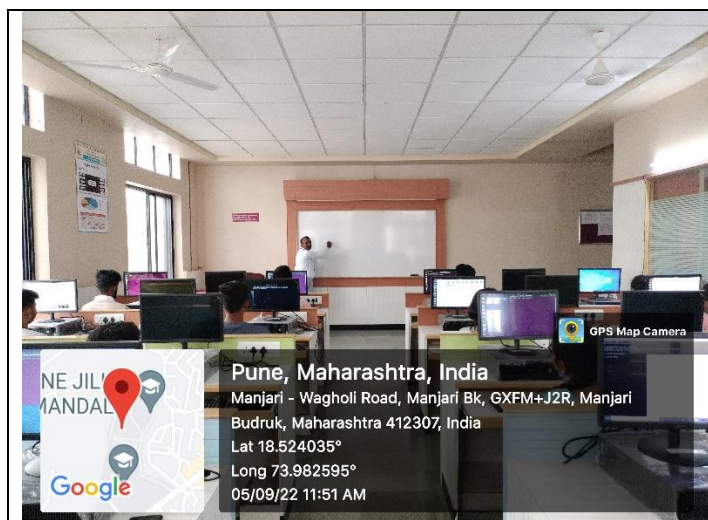 GPS Map Camera
NE JIL
MANDAL
Google
Pune, Maharashtra, India
Manjari - Wagholi Road, Manjari Bk, GXFM+J2R, Manjari
Budruk, Maharashtra 412307, India
Lat 18.524035°
Long 73.982595°
05/09/22 11:51 AM